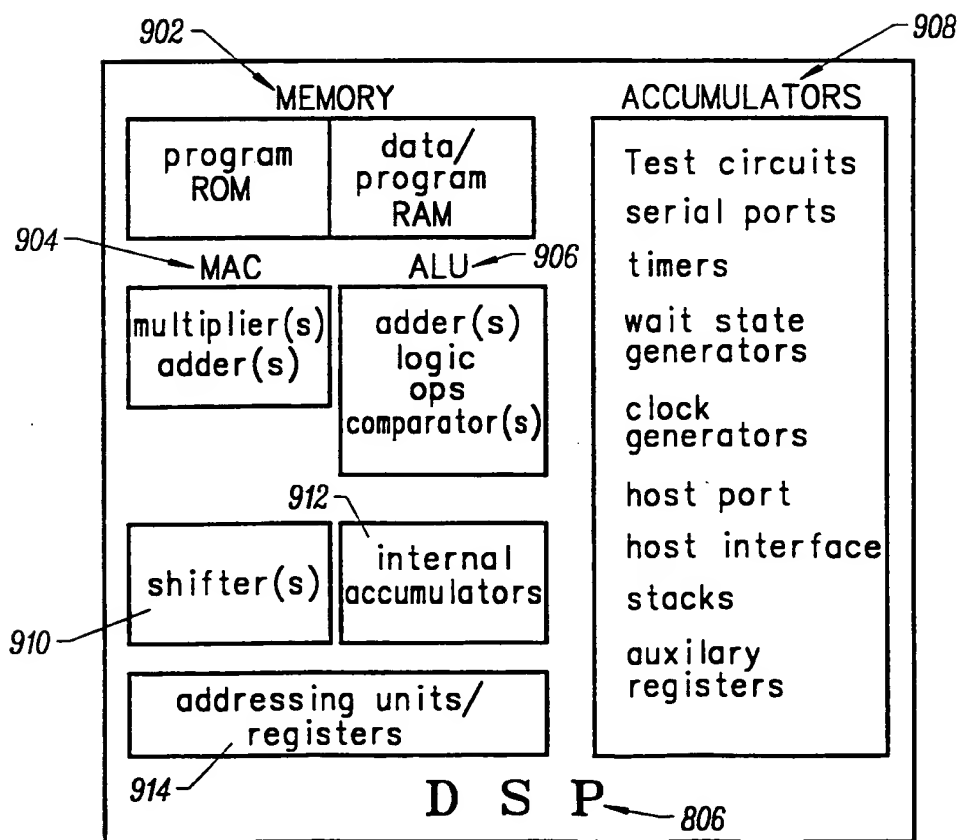 902
908
MEMORY
ACCUMULATORS
program
ROM
data/
program
RAM
904
MAC
ALU
906
multiplier(s)
adder(s)
adder(s)
logic
ops
comparator(s)
912
shifter(s)
internal
accumulators
910
addressing units/
registers
914
Test circuits
serial ports
timers
wait state
generators
clock
generators
host port
host interface
stacks
auxilary
registers
D S P
806